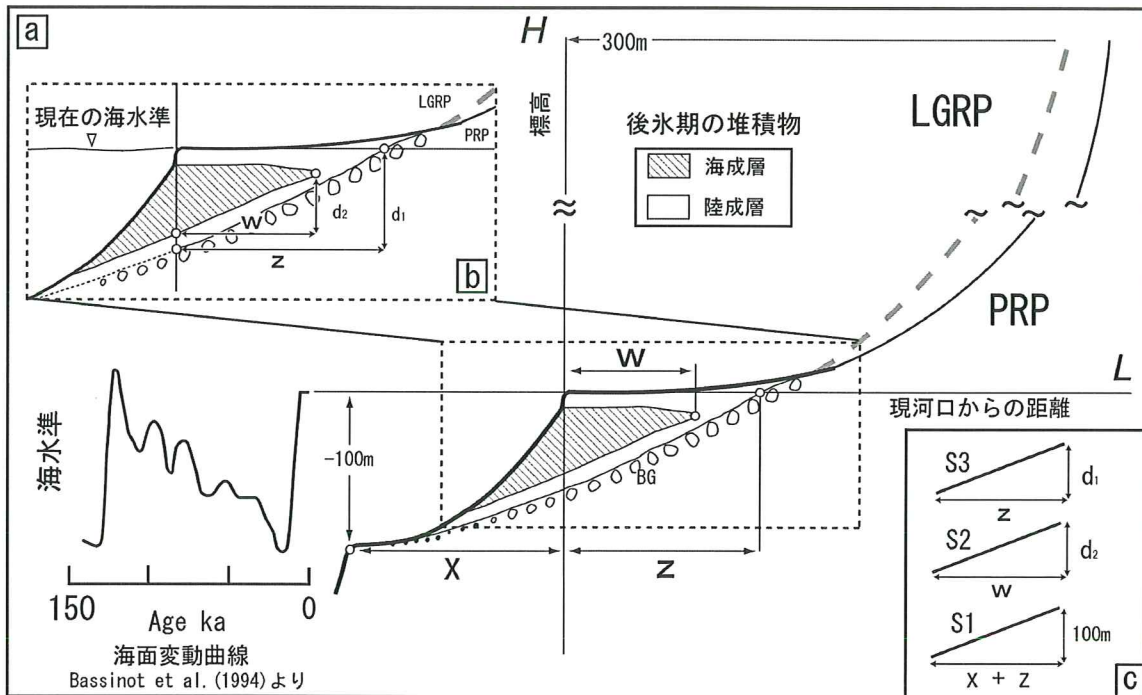 a
H
300m
標高
現在の海水準
LGRP
PRP
d₂
d₁
W
Z
b
後氷期の堆積物
海成層
陸成層
LGRP
≈
~
~
~
~
PRP
W
L
現河口からの距離
海水準
-100m
BG
X
Z
150
0
Age ka
海面変動曲線
Bassinot et al.(1994)より
S3
d₁
Z
S2
d₂
W
S1
100m
X + Z
c